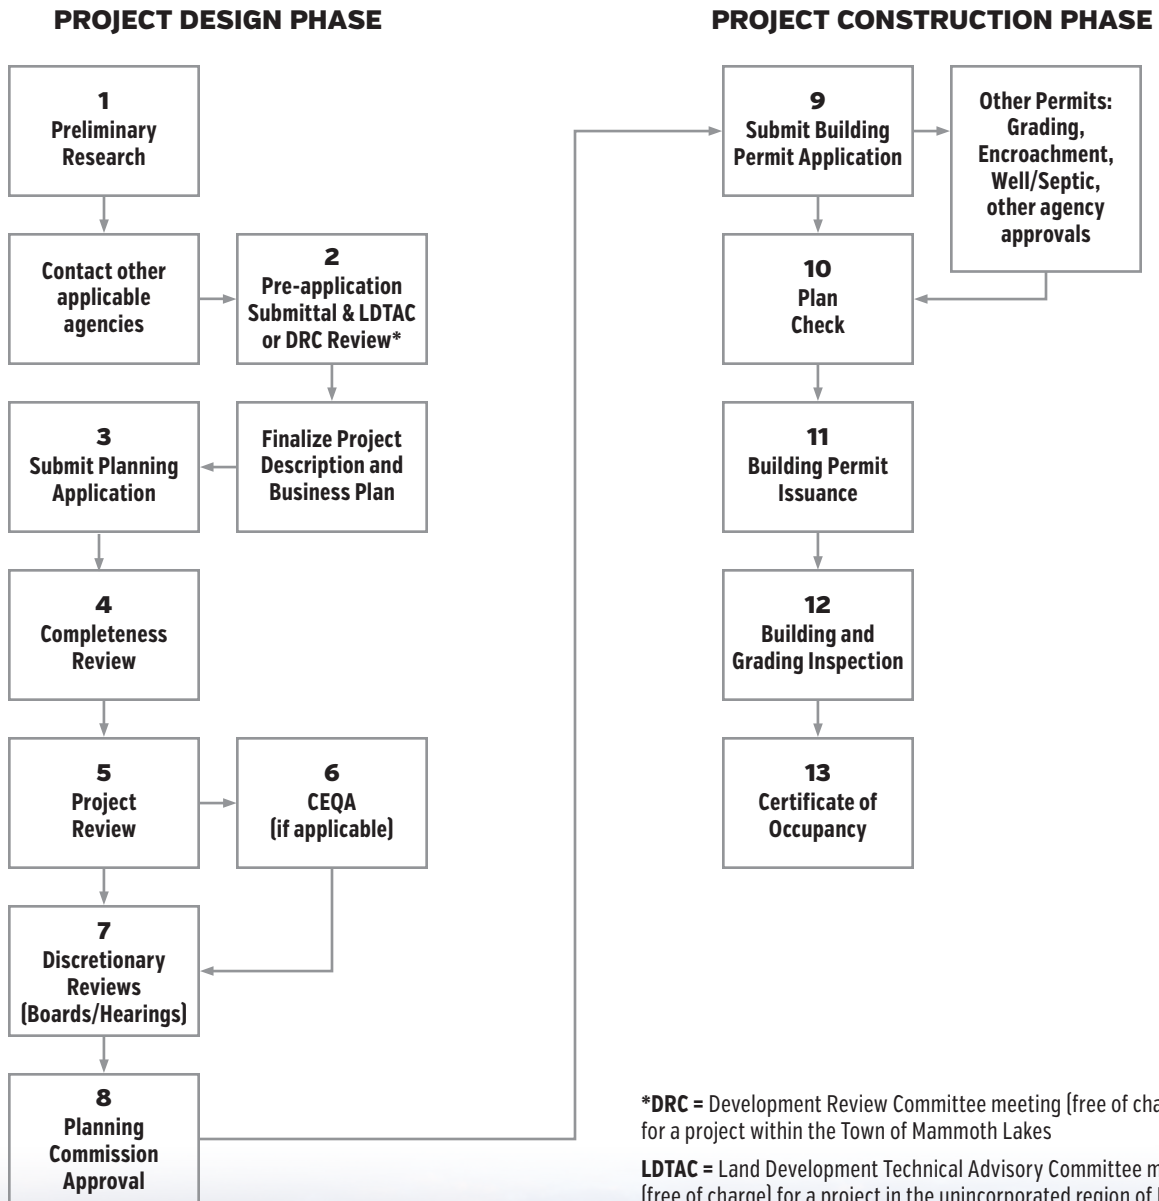 PROJECT DESIGN PHASE
1
Preliminary
Research
Contact other
applicable
agencies
2
Pre-application
Submittal & LDTAC
or DRC Review*
3
Submit Planning
Application
Finalize Project
Description and
Business Plan
4
Completeness
Review
5
Project
Review
6
CEQA
(if applicable)
7
Discretionary
Reviews
(Boards/Hearings)
8
Planning
Commission
Approval
PROJECT CONSTRUCTION PHASE
9
Submit Building
Permit Application
Other Permits:
Grading,
Encroachment,
Well/Septic,
other agency
approvals
10
Plan
Check
11
Building Permit
Issuance
12
Building and
Grading Inspection
13
Certificate of
Occupancy
*DRC = Development Review Committee meeting (free of
for a project within the Town of Mammoth Lakes
LDTAC = Land Development Technical Advisory Committee
(free of charge) for a project in the unincorporated region of